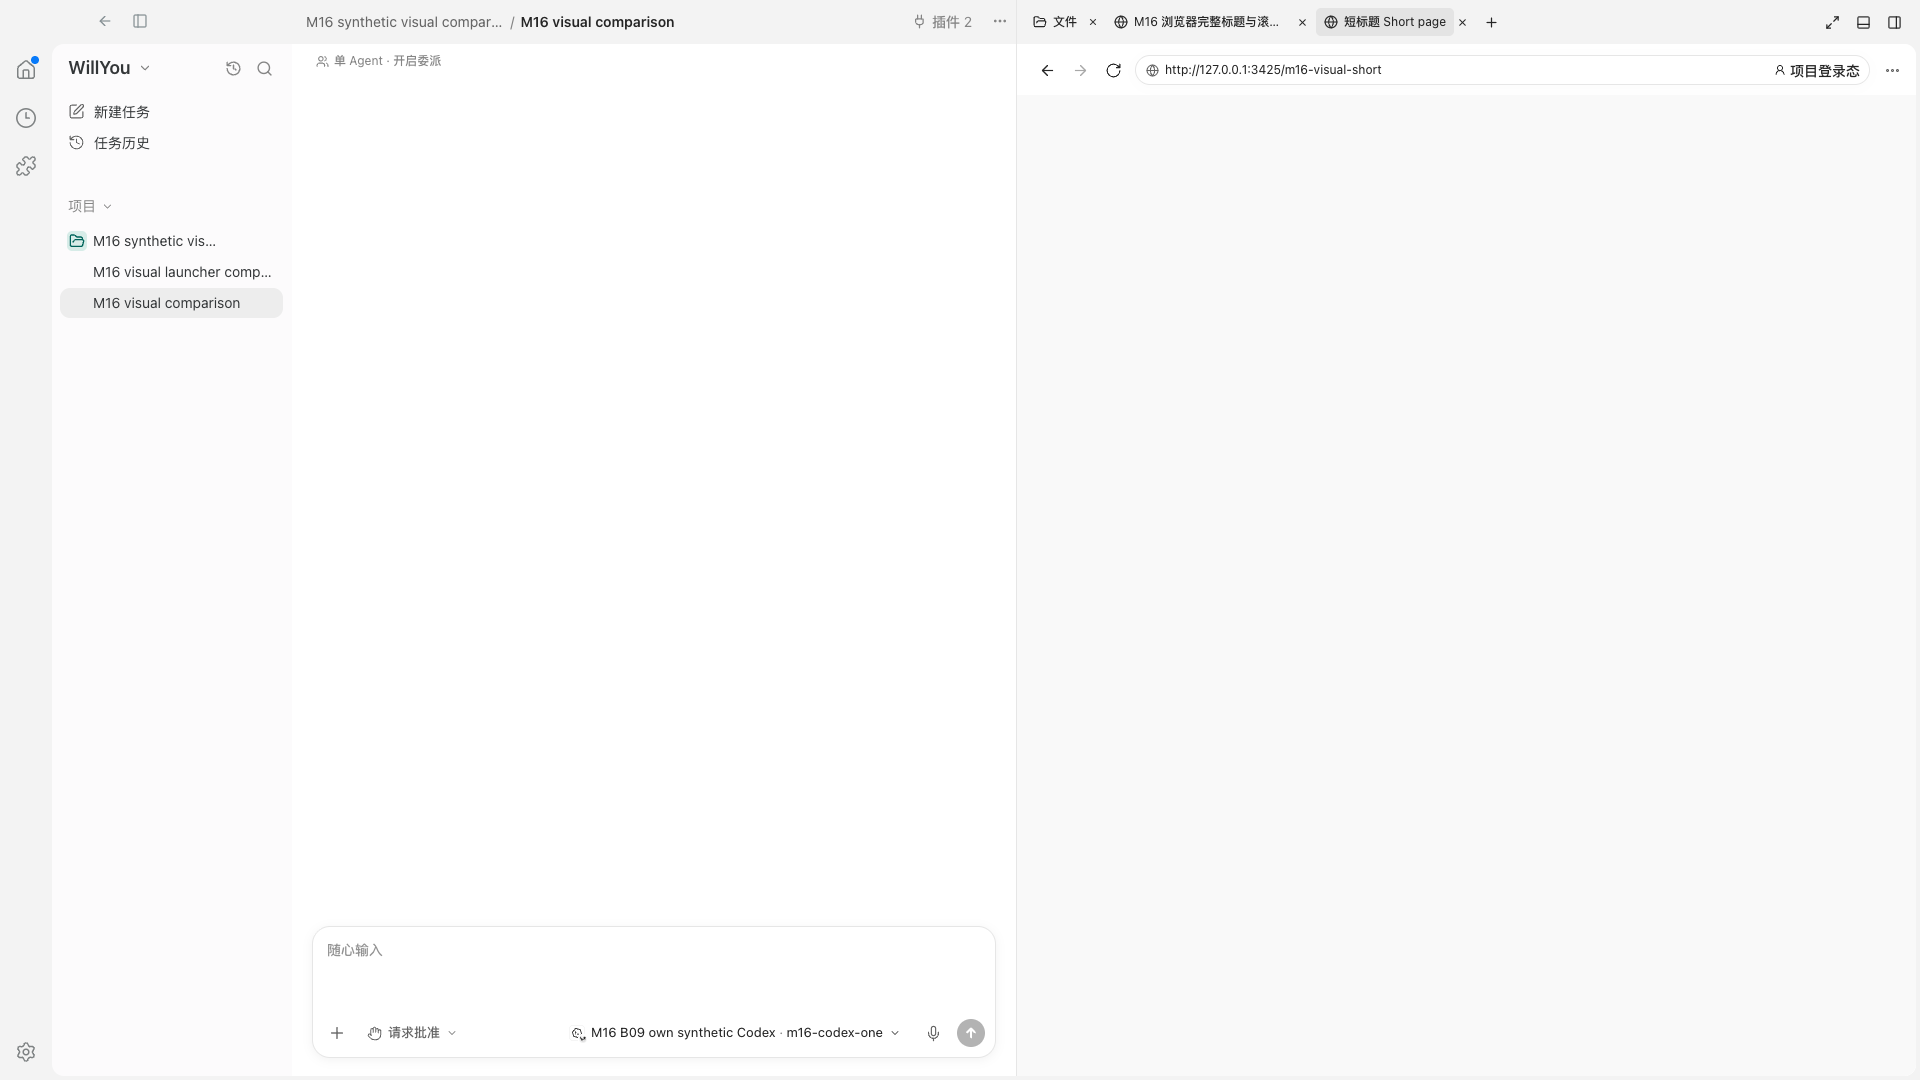 M16 synthetic visual compar... / M16 visual comparison
插件 2
文件
M16 浏览器完整标题与滚...
短标题 Short page
WillYou
新建任务
任务历史
项目
M16 synthetic vis...
M16 visual launcher comp...
M16 visual comparison
单 Agent · 开启委派
http://127.0.0.1:3425/m16-visual-short
项目登录态
随心输入
请求批准
M16 B09 own synthetic Codex · m16-codex-one